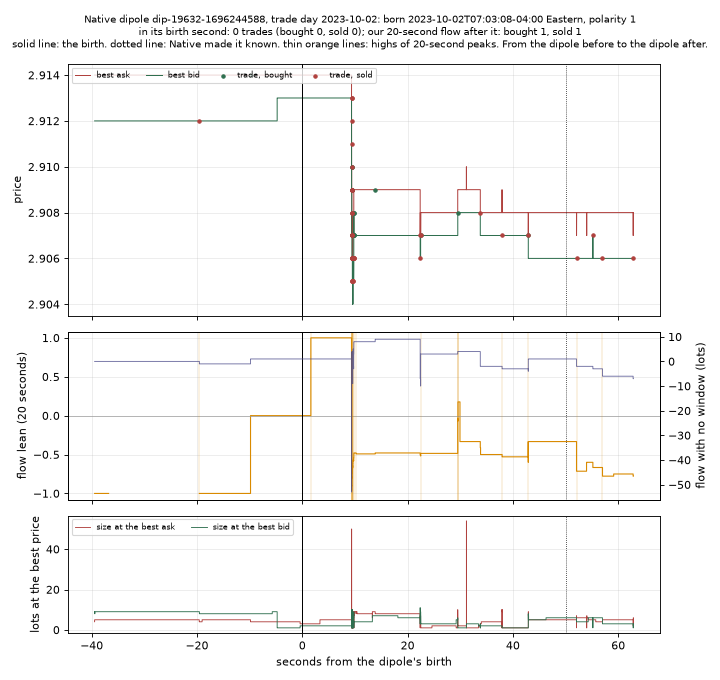 Native dipole dip-19632-1696244588, trade day 2023-10-02: born 2023-10-02T07:03:08-04:00 Eastern, polarity 1
in its birth second: 0 trades (bought 0, sold 0); our 20-second flow after it: bought 1, sold 1
solid line: the birth. dotted line: Native made it known. thin orange lines: highs of 20-second peaks. From the dipole before to the dipole after.
best ask
best bid
trade, bought
trade, sold
2.914
2.912
2.910
2.908
2.906
2.904
price
1.0
0.5
0.0
−0.5
−1.0
flow lean (20 seconds)
10
0
−10
−20
−30
−40
−50
flow with no window (lots)
size at the best ask
size at the best bid
40
20
0
lots at the best price
−40
−20
0
20
40
60
seconds from the dipole's birth